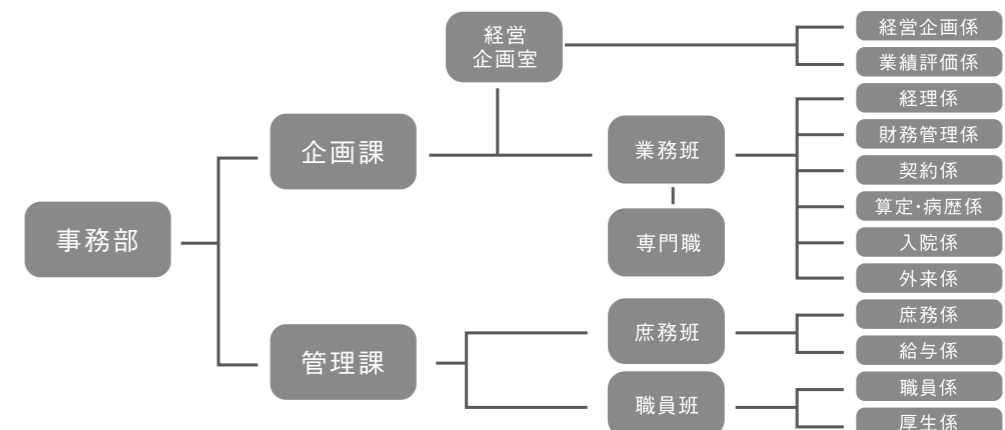 事務部
企画課
経営
企画室
経営企画係
業績評価係
業務班
専門職
経理係
財務管理係
契約係
算定・病歴係
入院係
外来係
管理課
庶務班
庶務係
給与係
職員班
職員係
厚生係